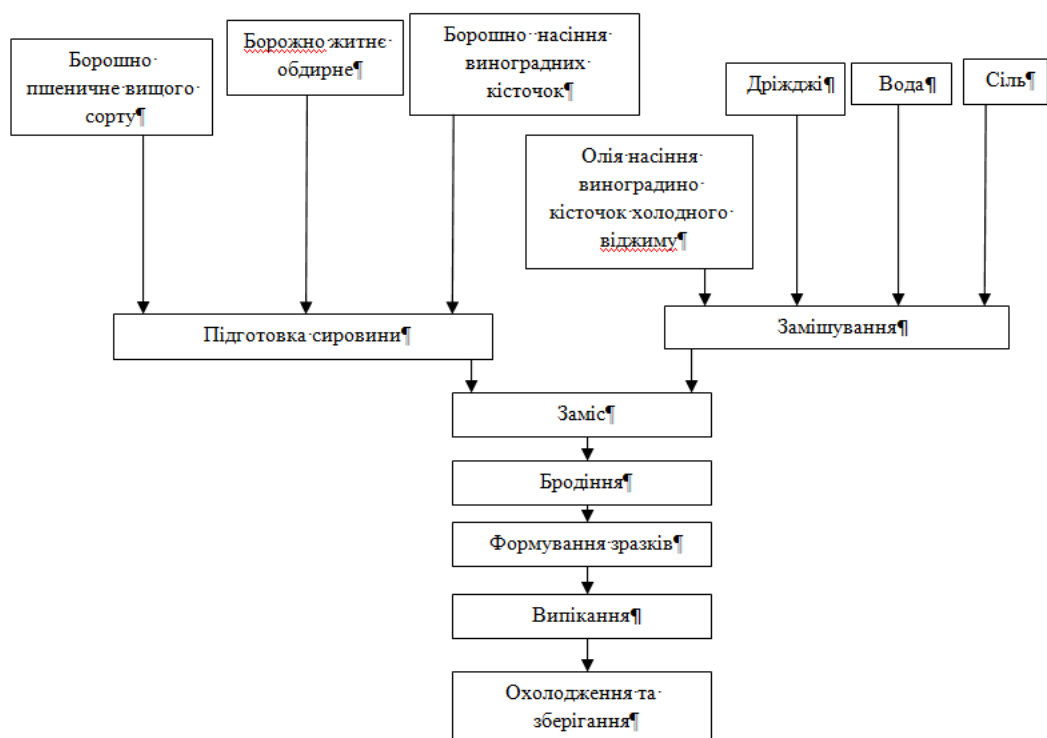 Борошно
пшеничне вищого
сорту¶
Борожно житнє
обдирне¶
Борошно насіння
виноградних
кісточок¶
Дріжджі¶
Вода¶
Сіль¶
Олія насіння
виноградино
кісточок холодного
віджиму¶
Підготовка сировини¶
Замішування¶
Заміс¶
Бродіння¶
Формування зразків¶
Випікання¶
Охолодження та
зберігання¶